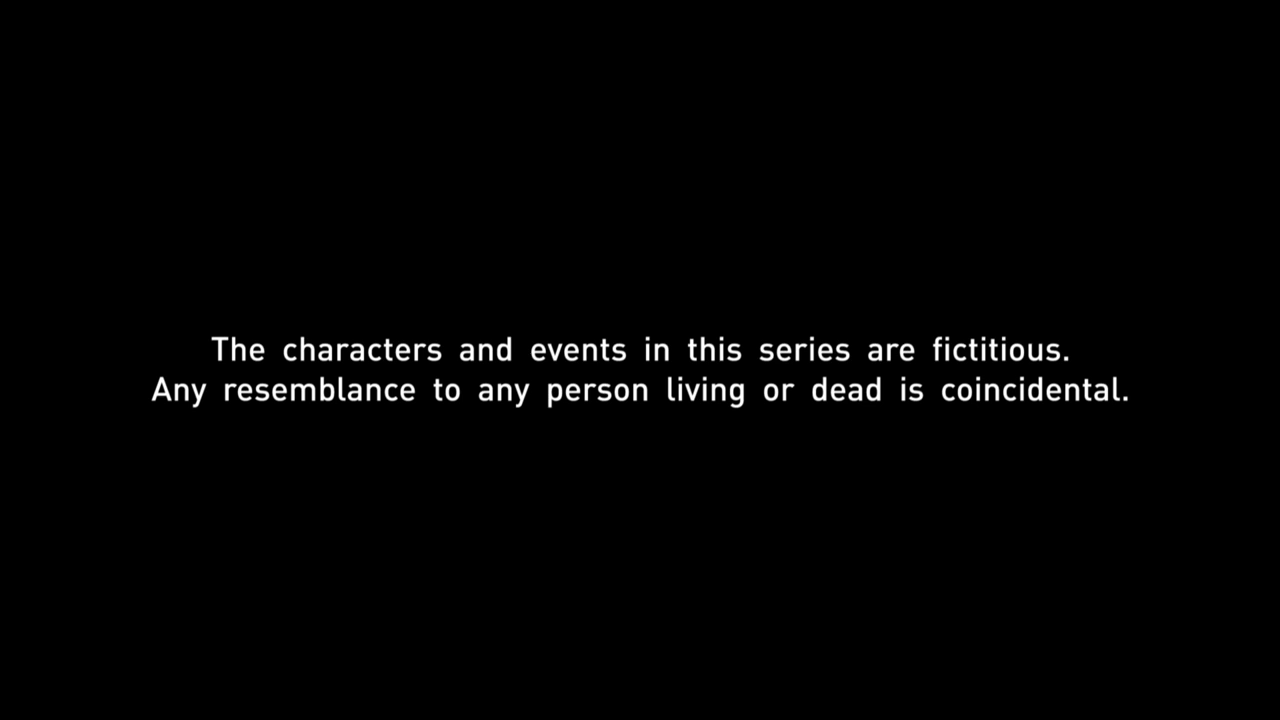 The characters and events in this series are fictitious.
Any resemblance to any person living or dead is coincidental.